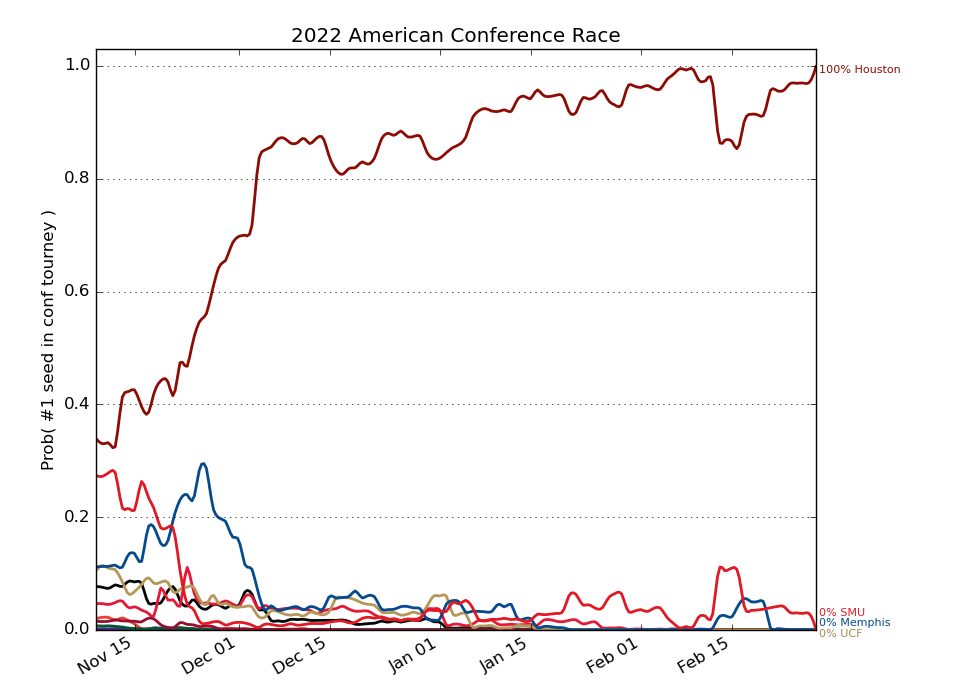 2022 American Conference Race
Prob( #1 seed in conf tourney )
1.0
0.8
0.6
0.4
0.2
0.0
100% Houston
0% SMU
0% Memphis
0% UCF
Nov 15
Dec 01
Dec 15
Jan 01
Jan 15
Feb 01
Feb 15